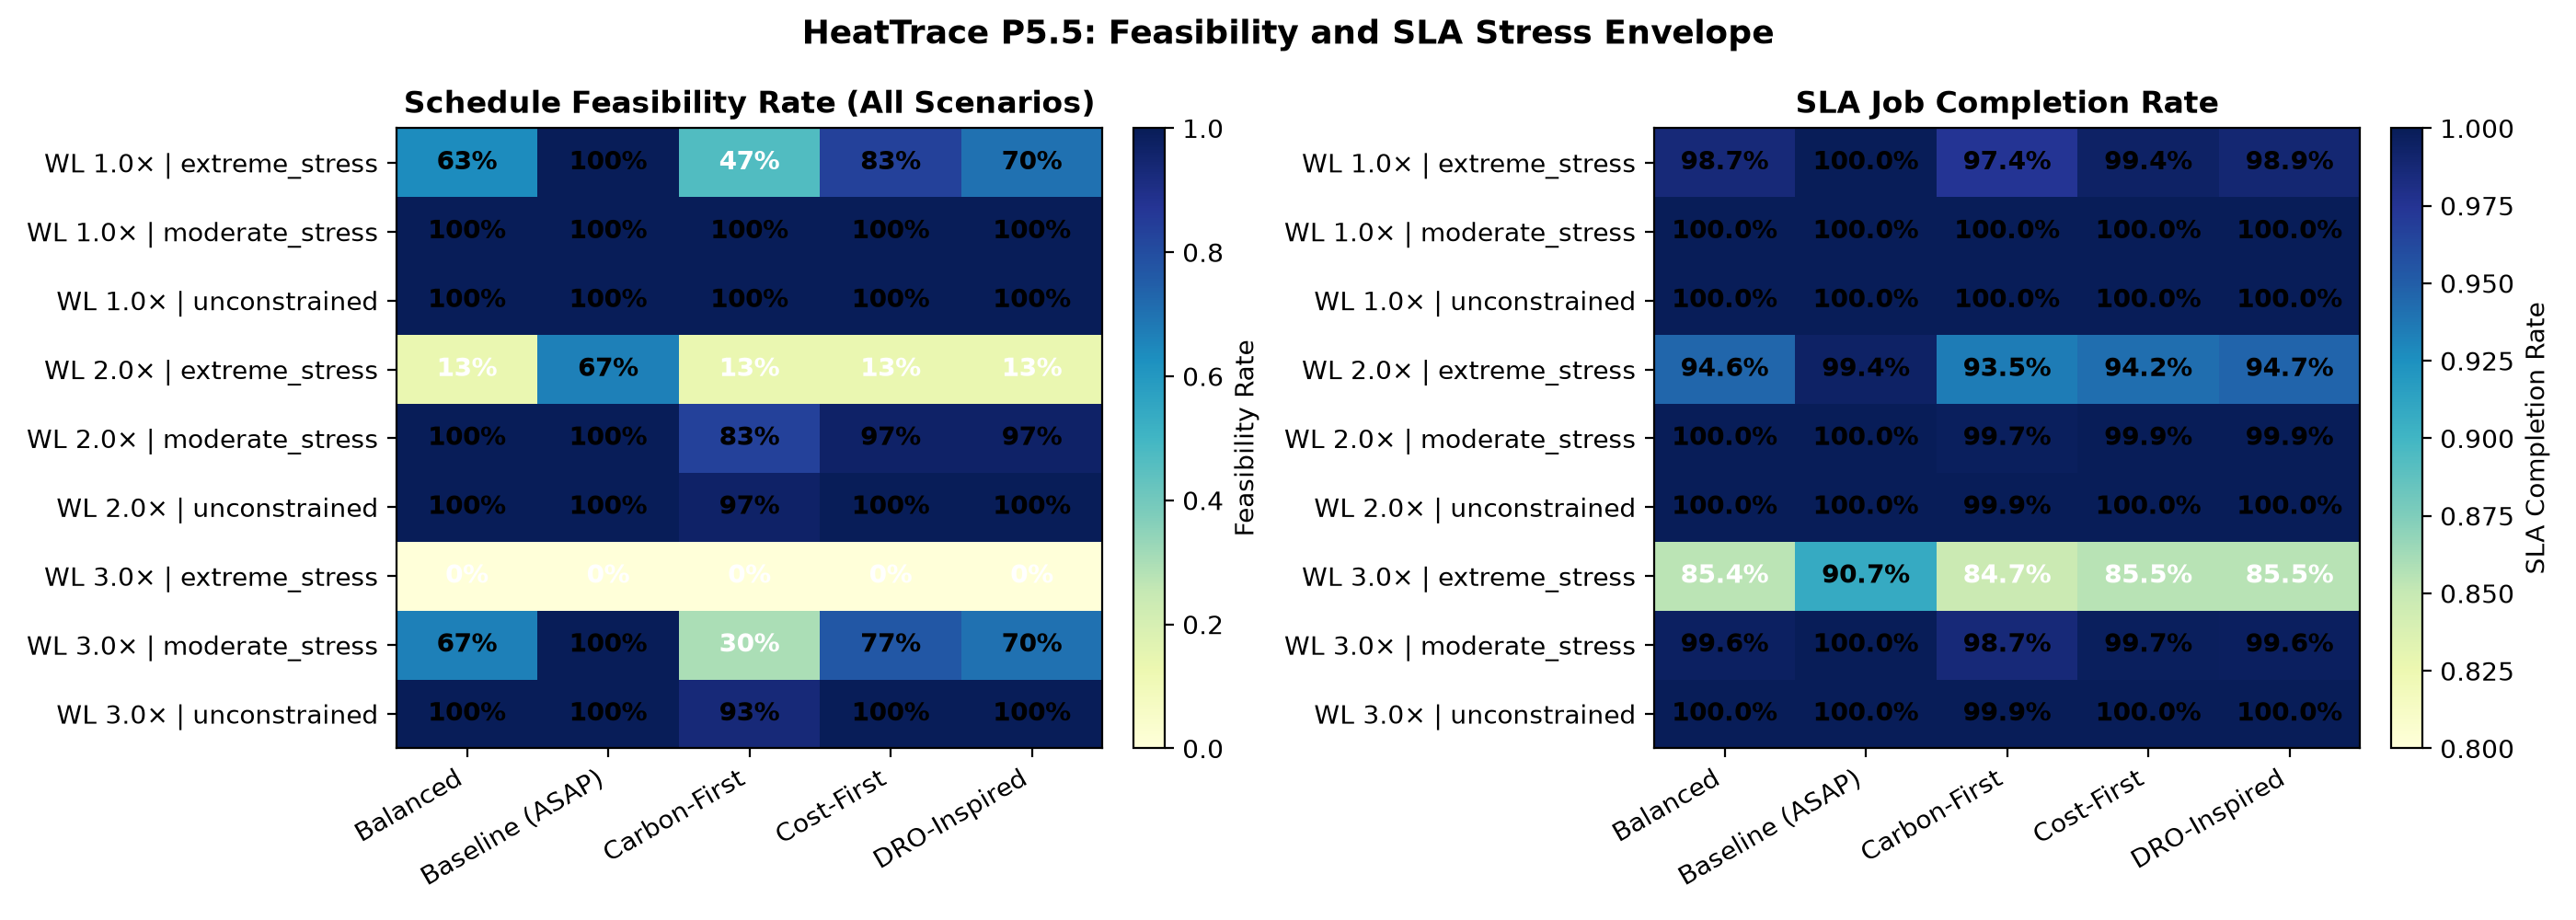 HeatTrace P5.5: Feasibility and SLA Stress Envelope
Schedule Feasibility Rate (All Scenarios)
WL 1.0× | extreme_stress 63% 100% 47% 83% 70%
WL 1.0× | moderate_stress 100% 100% 100% 100% 100%
WL 1.0× | unconstrained 100% 100% 100% 100% 100%
WL 2.0× | extreme_stress 13% 67% 13% 13% 13%
WL 2.0× | moderate_stress 100% 100% 83% 97% 97%
WL 2.0× | unconstrained 100% 100% 97% 100% 100%
WL 3.0× | extreme_stress 0% 0% 0% 0% 0%
WL 3.0× | moderate_stress 67% 100% 30% 77% 70%
WL 3.0× | unconstrained 100% 100% 93% 100% 100%
Balanced
Baseline (ASAP)
Carbon-First
Cost-First
DRO-Inspired
1.0
0.8
0.6
0.4
0.2
0.0
Feasibility Rate
SLA Job Completion Rate
WL 1.0× | extreme_stress 98.7% 100.0% 97.4% 99.4% 98.9%
WL 1.0× | moderate_stress 100.0% 100.0% 100.0% 100.0% 100.0%
WL 1.0× | unconstrained 100.0% 100.0% 100.0% 100.0% 100.0%
WL 2.0× | extreme_stress 94.6% 99.4% 93.5% 94.2% 94.7%
WL 2.0× | moderate_stress 100.0% 100.0% 99.7% 99.9% 99.9%
WL 2.0× | unconstrained 100.0% 100.0% 99.9% 100.0% 100.0%
WL 3.0× | extreme_stress 85.4% 90.7% 84.7% 85.5% 85.5%
WL 3.0× | moderate_stress 99.6% 100.0% 98.7% 99.7% 99.6%
WL 3.0× | unconstrained 100.0% 100.0% 99.9% 100.0% 100.0%
Balanced
Baseline (ASAP)
Carbon-First
Cost-First
DRO-Inspired
1.000
0.975
0.950
0.925
0.900
0.875
0.850
0.825
0.800
SLA Completion Rate